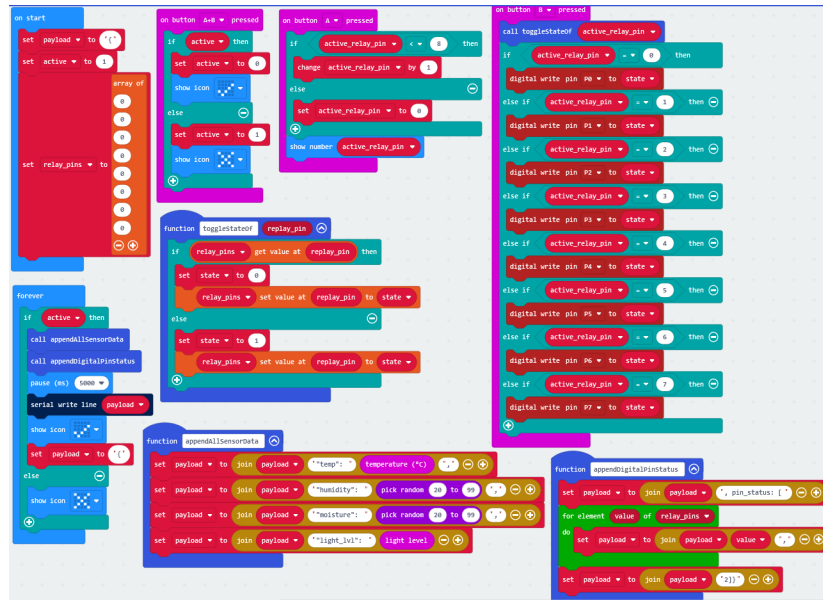 on start
set payload to "{"
set active to 1
set relay_pins to
array of
0
0
0
0
0
0
0
0
on button A+B pressed
if active then
set active to 0
show icon
else
set active to 1
show icon
on button A pressed
if active_relay_pin < 8 then
change active_relay_pin by 1
else
set active_relay_pin to 0
show number active_relay_pin
on button B pressed
call toggleStateOf active_relay_pin
if active_relay_pin = 0 then
digital write pin P0 to state
else if active_relay_pin = 1 then
digital write pin P1 to state
else if active_relay_pin = 2 then
digital write pin P2 to state
else if active_relay_pin = 3 then
digital write pin P3 to state
else if active_relay_pin = 4 then
digital write pin P4 to state
else if active_relay_pin = 5 then
digital write pin P5 to state
else if active_relay_pin = 6 then
digital write pin P6 to state
else if active_relay_pin = 7 then
digital write pin P7 to state
function toggleStateOf replay_pin
if relay_pins get value at replay_pin then
set state to 0
relay_pins set value at replay_pin to state
else
set state to 1
relay_pins set value at replay_pin to state
forever
if active then
call appendAllSensorData
call appendDigitalPinStatus
pause (ms) 5000
serial write line payload
show icon
set payload to "{"
else
show icon
function appendAllSensorData
set payload to join payload ""temp": " temperature (°C) ","
set payload to join payload ""humidity": " pick random 20 to 99 ","
set payload to join payload ""moisture": " pick random 20 to 99 ","
set payload to join payload ""light_lvl": " light level
function appendDigitalPinStatus
set payload to join payload ", pin_status: [ "
for element value of relay_pins
do set payload to join payload value ","
set payload to join payload "2]}"